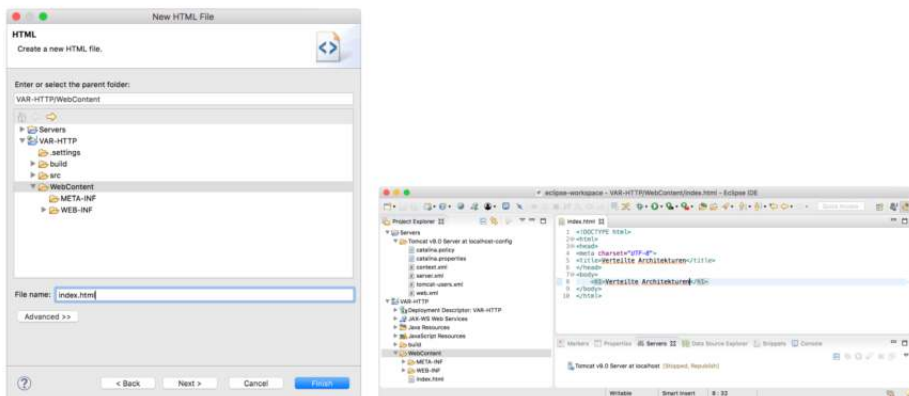 New HTML File
HTML
Create a new HTML file.
Enter or select the parent folder:
VAR-HTTP/WebContent
Servers
VAR-HTTP
.settings
build
src
WebContent
META-INF
WEB-INF
File name: index.html
Advanced >>
< Back Next > Cancel Finish
eclipse-workspace - VAR-HTTP/WebContent/index.html - Eclipse IDE
Quick Access
Project Explorer
Servers
Tomcat v8.0 Server at localhost-config
catalina.policy
catalina.properties
context.xml
server.xml
tomcat-users.xml
web.xml
VAR-HTTP
Deployment Descriptor: VAR-HTTP
JAX-WS Web Services
Java Resources
JavaScript Resources
build
WebContent
META-INF
WEB-INF
index.html
index.html
1 <!DOCTYPE html>
2 <html>
3 <head>
4 <meta charset="UTF-8">
5 <title>Verteilte Architekturen</title>
6 </head>
7 <body>
8 <h1>Verteilte Architekturen</h1>
9 </body>
10 </html>
Markers Properties Servers Data Source Explorer Snippets Console
Tomcat v8.0 Server at localhost [Stopped, Republish]
Writable Smart Insert 8 : 32